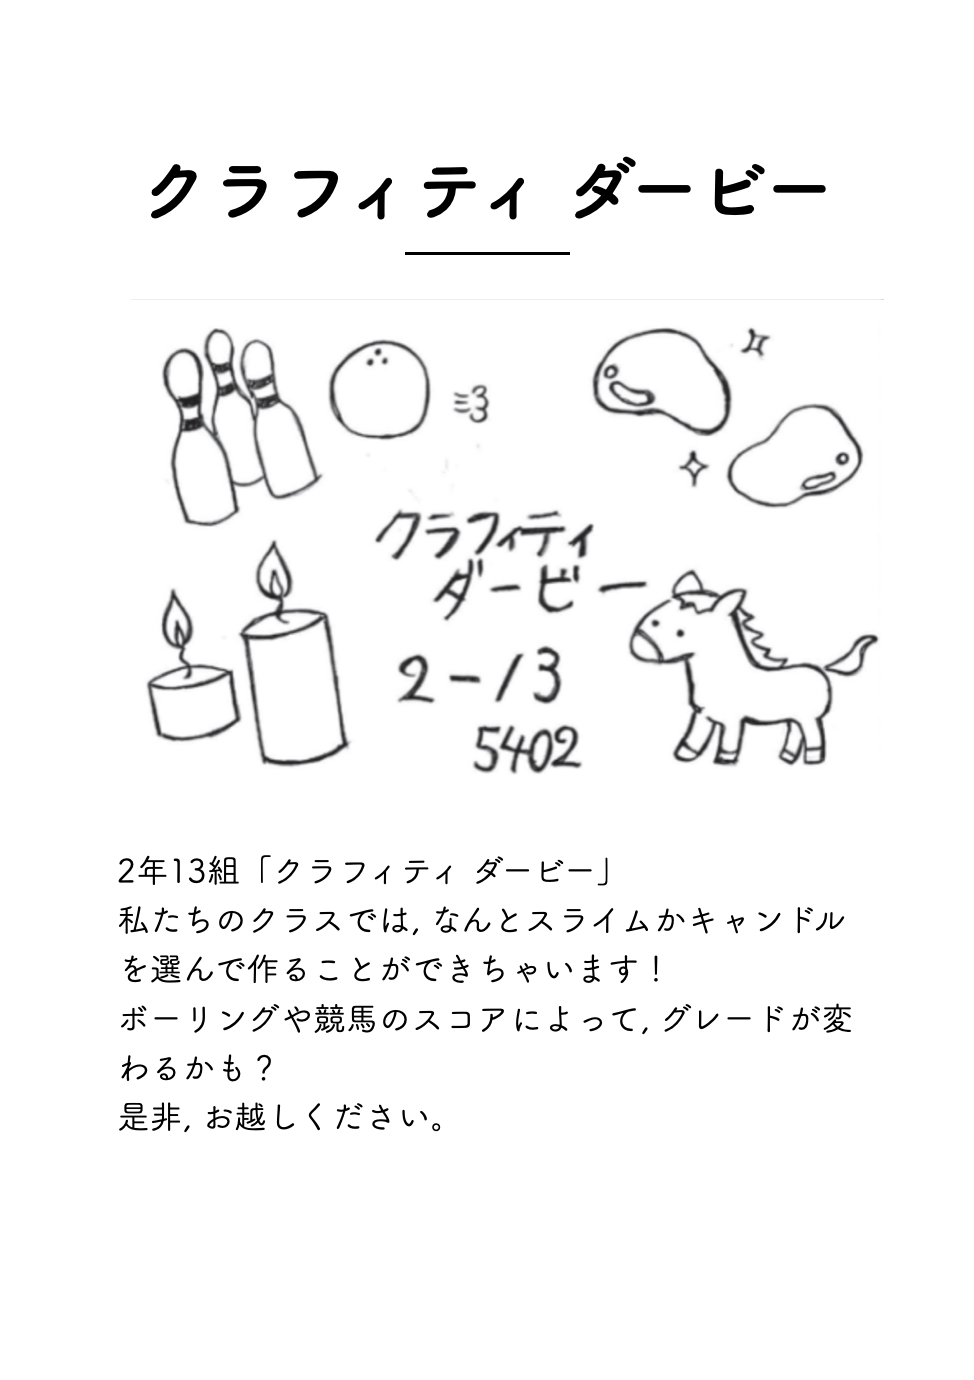 クラフィティ ダービー
クラフィティ
ダービー
2-13
5402
2年13組「クラフィティ ダービー」
私たちのクラスでは, なんとスライムかキャンドル
を選んで作ることができちゃいます！
ボーリングや競馬のスコアによって, グレードが変
わるかも？
是非, お越しください。